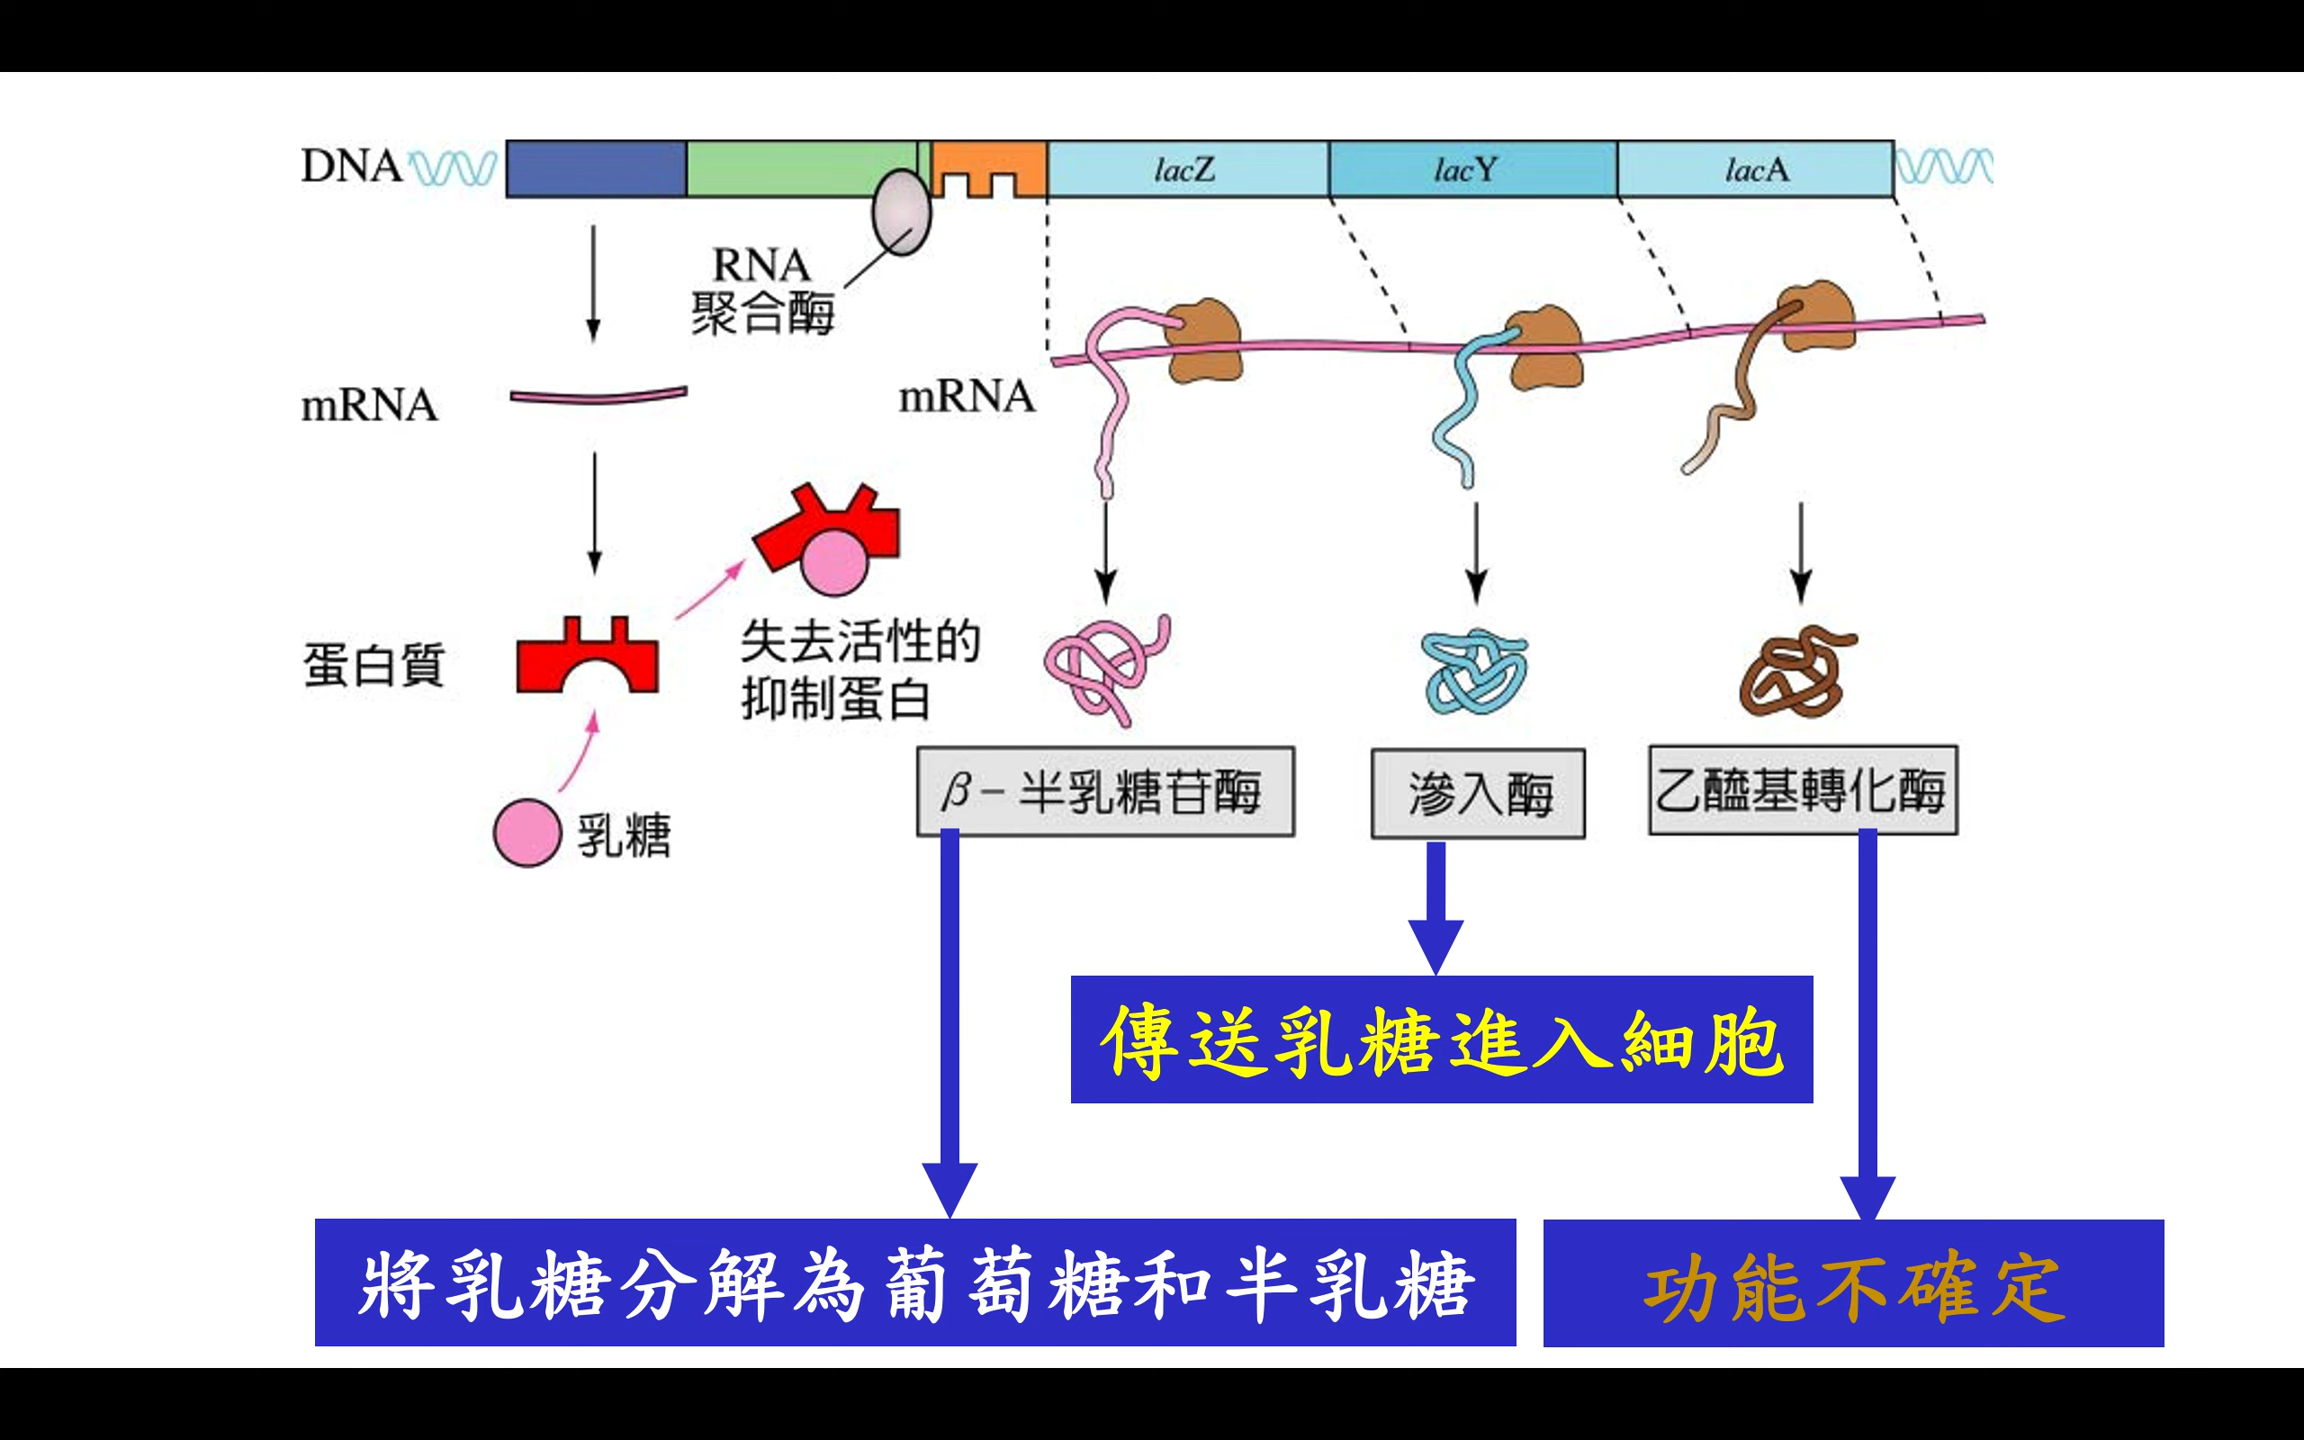 DNA
lacZ
lacY
lacA
RNA
聚合酶
mRNA
mRNA
蛋白質
失去活性的
抑制蛋白
乳糖
β－半乳糖苷酶
滲入酶
乙醯基轉化酶
傳送乳糖進入細胞
將乳糖分解為葡萄糖和半乳糖
功能不確定